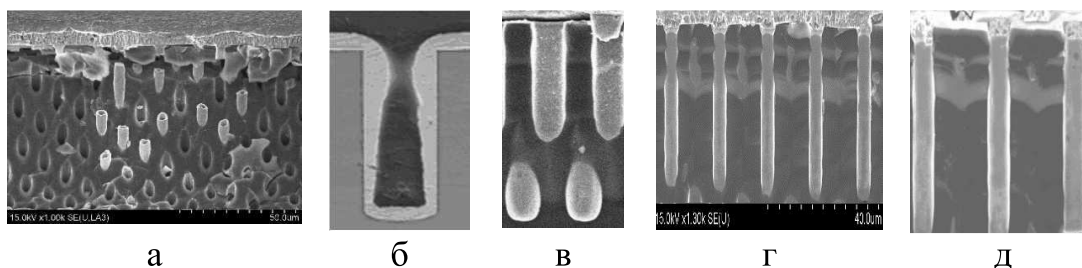 15.0kV x1.00k SE(U,LA3) 50.0um
15.0kV x1.30k SE(U) 40.0um
а б в г д